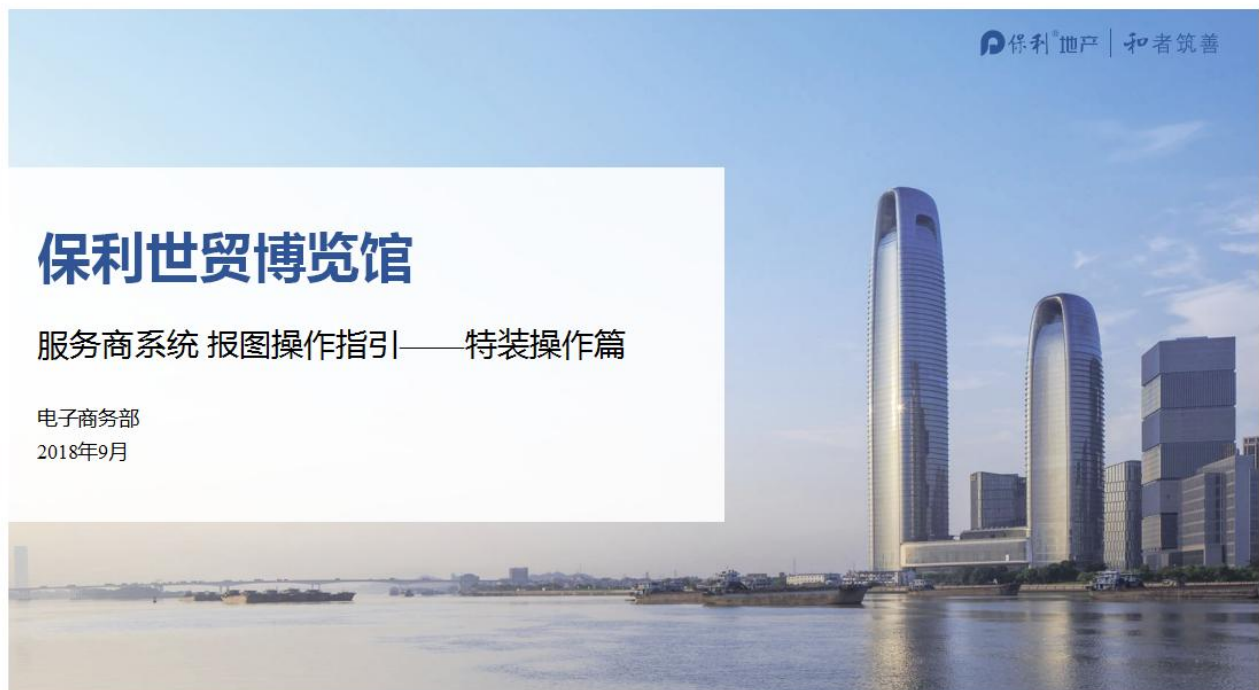 保利®地产 | 和者筑善
保利世贸博览馆
服务商系统 报图操作指引——特装操作篇
电子商务部
2018年9月